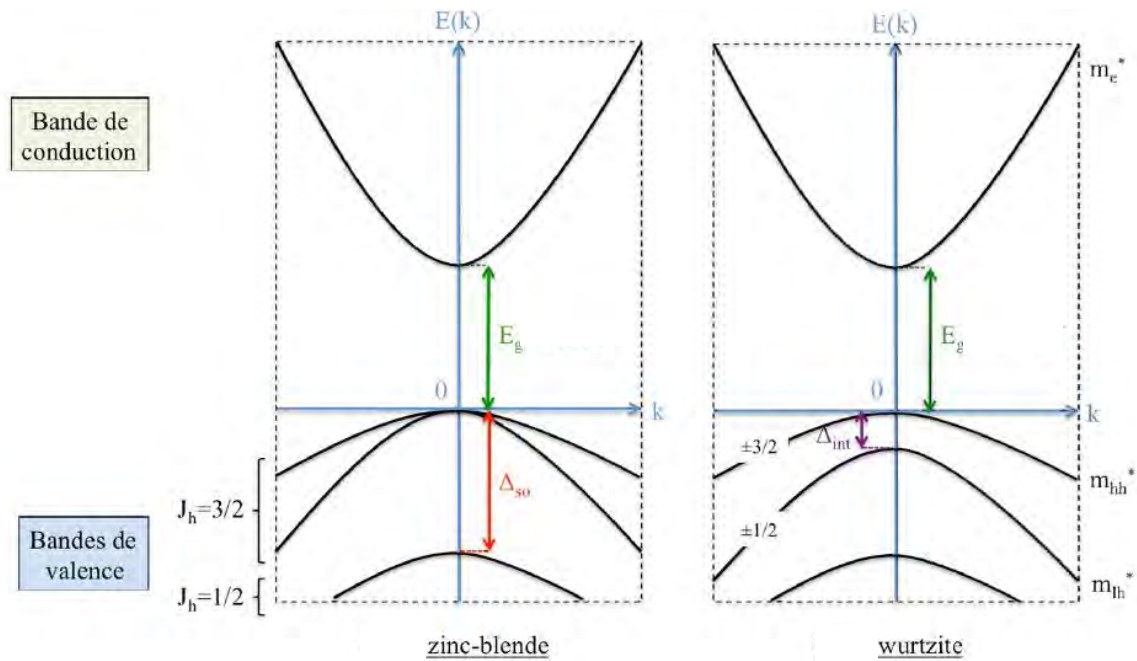 E(k)
E(k)
mₑ*
Bande de
conduction
E_g
E_g
0
k
0
k
±3/2
Δ_int
m_hh*
Δ_so
J_h=3/2
±1/2
Bandes de
valence
J_h=1/2
m_lh*
zinc-blende
wurtzite